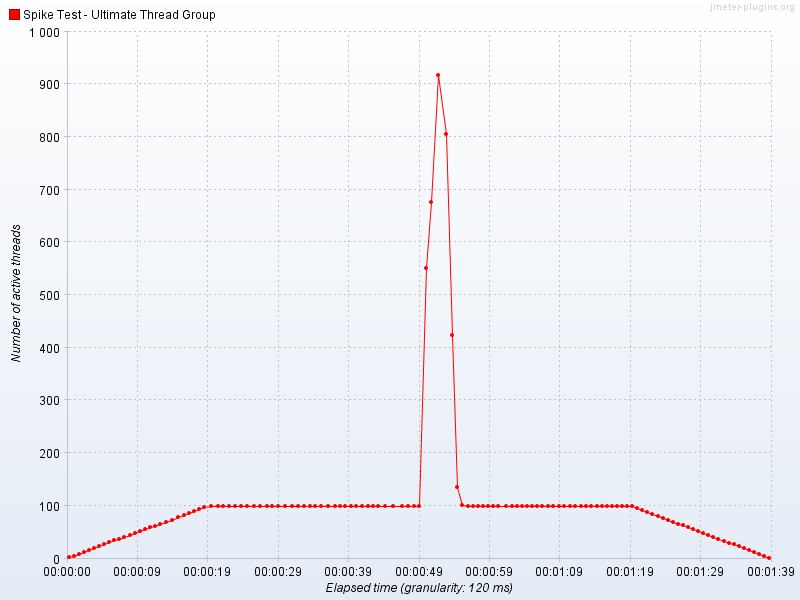 jmeter-plugins.org
Spike Test - Ultimate Thread Group
1 000
900
800
700
600
500
400
300
200
100
0
Number of active threads
00:00:00 00:00:09 00:00:19 00:00:29 00:00:39 00:00:49 00:00:59 00:01:09 00:01:19 00:01:29 00:01:39
Elapsed time (granularity: 120 ms)